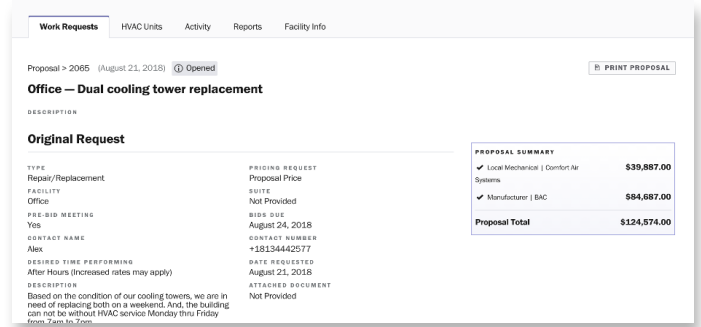 Work Requests HVAC Units Activity Reports Facility Info
Proposal > 2065 (August 21, 2018) Opened
PRINT PROPOSAL
Office — Dual cooling tower replacement
DESCRIPTION
Original Request
TYPE
Repair/Replacement
PRICING REQUEST
Proposal Price
FACILITY
Office
SUITE
Not Provided
PRE-BID MEETING
Yes
BIDS DUE
August 24, 2018
CONTACT NAME
Alex
CONTACT NUMBER
+18134442577
DESIRED TIME PERFORMING
After Hours (Increased rates may apply)
DATE REQUESTED
August 21, 2018
DESCRIPTION
Based on the condition of our cooling towers, we are in
need of replacing both on a weekend. And, the building
can not be without HVAC service Monday thru Friday
from 7am to 7pm
ATTACHED DOCUMENT
Not Provided
PROPOSAL SUMMARY
✔ Local Mechanical | Comfort Air $39,887.00
Systems
✔ Manufacturer | BAC $84,687.00
Proposal Total $124,574.00